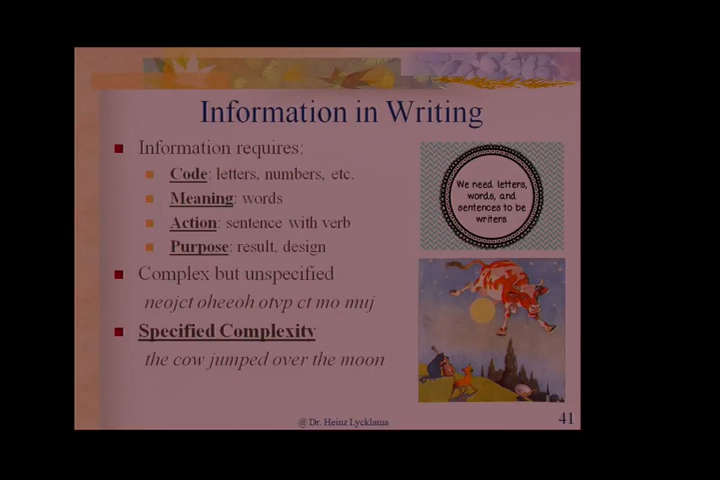 Information in Writing
Information requires:
Code: letters, numbers, etc.
Meaning: words
Action: sentence with verb
Purpose: result, design
Complex but unspecified
neojct oheeoh otvp ct mo muj
Specified Complexity
the cow jumped over the moon
We need letters,
words, and
sentences to be
writers
@ Dr. Heinz Lycklama
41